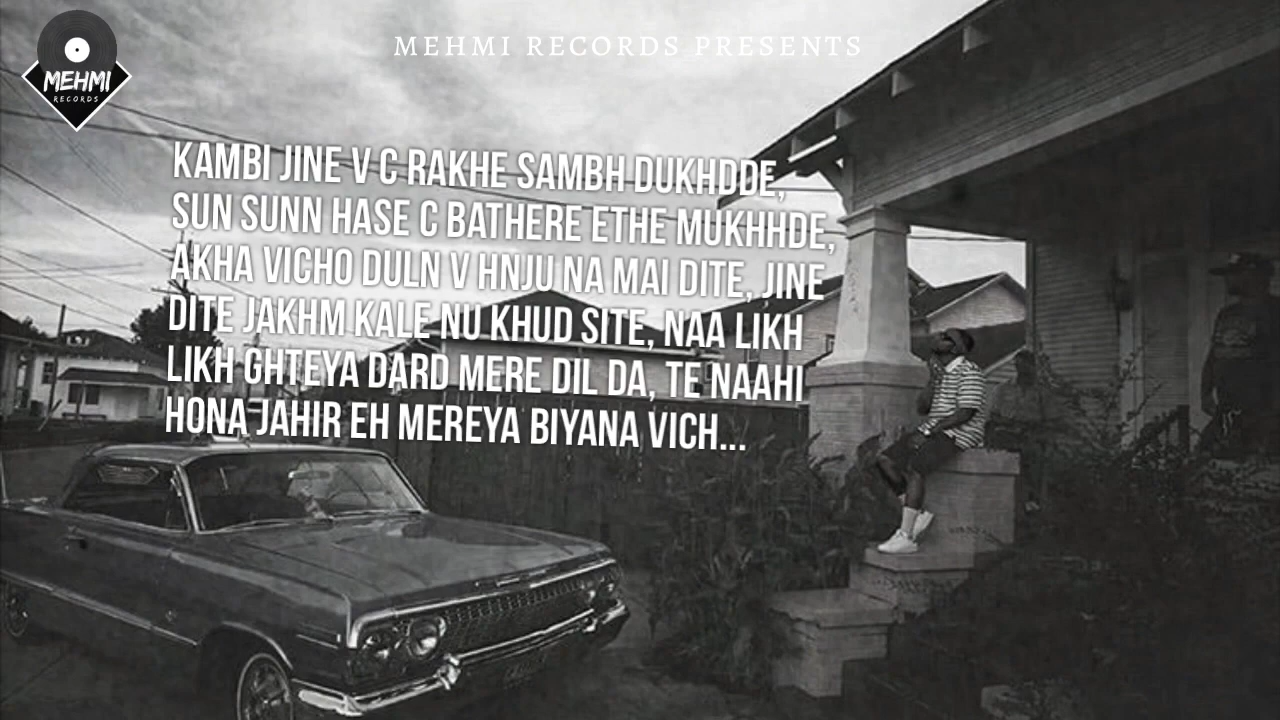 MEHMI
RECORDS
MEHMI RECORDS PRESENTS
KAMBI JINE V C RAKHE SAMBH DUKHDDE,
SUN SUNN HASE C BATHERE ETHE MUKHHDE,
AKHA VICHO DULN V HNJU NA MAI DITE, JINE
DITE JAKHM KALE NU KHUD SITE, NAA LIKH
LIKH GHTEYA DARD MERE DIL DA, TE NAAHI
HONA JAHIR EH MEREYA BIYANA VICH...